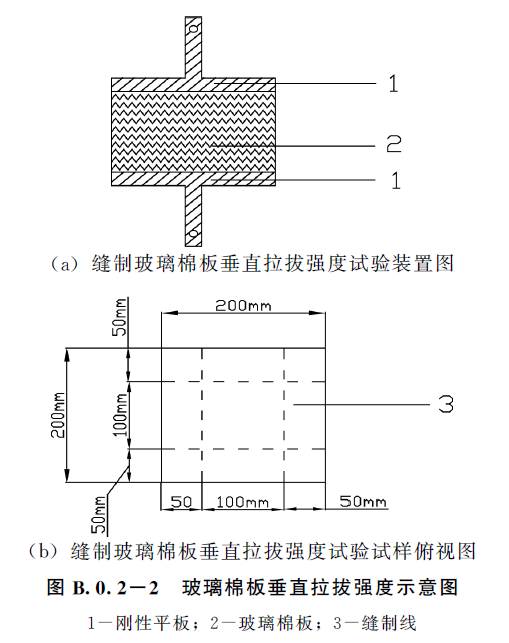 1
2
1
(a) 缝制玻璃棉板垂直拉拔强度试验装置图
200mm
50mm
200mm
100mm
3
50mm
50
100mm
50mm
(b) 缝制玻璃棉板垂直拉拔强度试验试样俯视图
图 B.0.2—2 玻璃棉板垂直拉拔强度示意图
1—刚性平板；2—玻璃棉板；3—缝制线